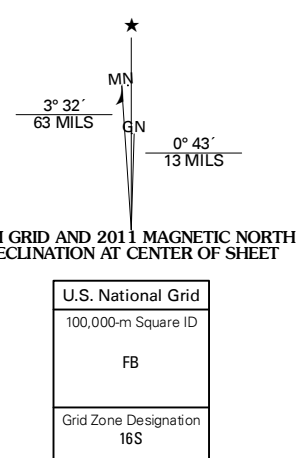 ★
MN
3° 32´
63 MILS
GN
0° 43´
13 MILS
GRID AND 2011 MAGNETIC NORTH
AT CENTER OF SHEET
U.S. National Grid
100,000-m Square ID
FB
Grid Zone Designation
16S